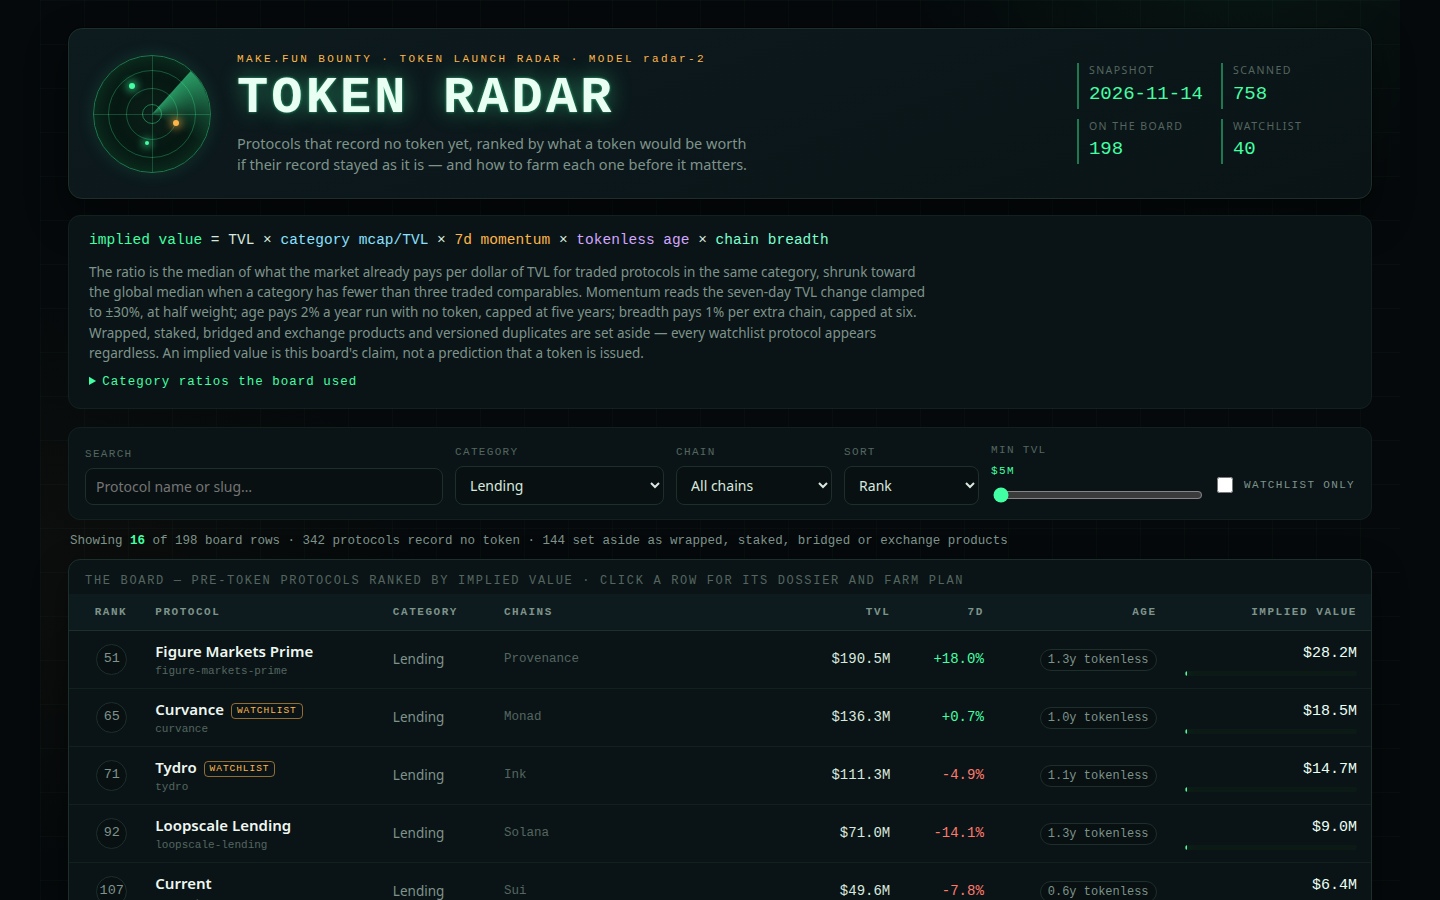 MAKE.FUN BOUNTY · TOKEN LAUNCH RADAR · MODEL radar-2
TOKEN RADAR
Protocols that record no token yet, ranked by what a token would be worth
if their record stayed as it is — and how to farm each one before it matters.
SNAPSHOT
2026-11-14
SCANNED
758
ON THE BOARD
198
WATCHLIST
40
implied value = TVL × category mcap/TVL × 7d momentum × tokenless age × chain breadth
The ratio is the median of what the market already pays per dollar of TVL for traded protocols in the same category, shrunk toward
the global median when a category has fewer than three traded comparables. Momentum reads the seven-day TVL change clamped
to ±30%, at half weight; age pays 2% a year run with no token, capped at five years; breadth pays 1% per extra chain, capped at six.
Wrapped, staked, bridged and exchange products and versioned duplicates are set aside — every watchlist protocol appears
regardless. An implied value is this board's claim, not a prediction that a token is issued.
Category ratios the board used
SEARCH
Protocol name or slug...
CATEGORY
Lending
CHAIN
All chains
SORT
Rank
MIN TVL
$5M
WATCHLIST ONLY
Showing 16 of 198 board rows · 342 protocols record no token · 144 set aside as wrapped, staked, bridged or exchange products
THE BOARD — PRE-TOKEN PROTOCOLS RANKED BY IMPLIED VALUE · CLICK A ROW FOR ITS DOSSIER AND FARM PLAN
RANK PROTOCOL CATEGORY CHAINS TVL 7D AGE IMPLIED VALUE
51 Figure Markets Prime Lending Provenance $190.5M +18.0% 1.3y tokenless $28.2M
figure-markets-prime
65 Curvance WATCHLIST Lending Monad $136.3M +0.7% 1.0y tokenless $18.5M
curvance
71 Tydro WATCHLIST Lending Ink $111.3M -4.9% 1.1y tokenless $14.7M
tydro
92 Loopscale Lending Lending Solana $71.0M -14.1% 1.3y tokenless $9.0M
loopscale-lending
107 Current Lending Sui $49.6M -7.8% 0.6y tokenless $6.4M